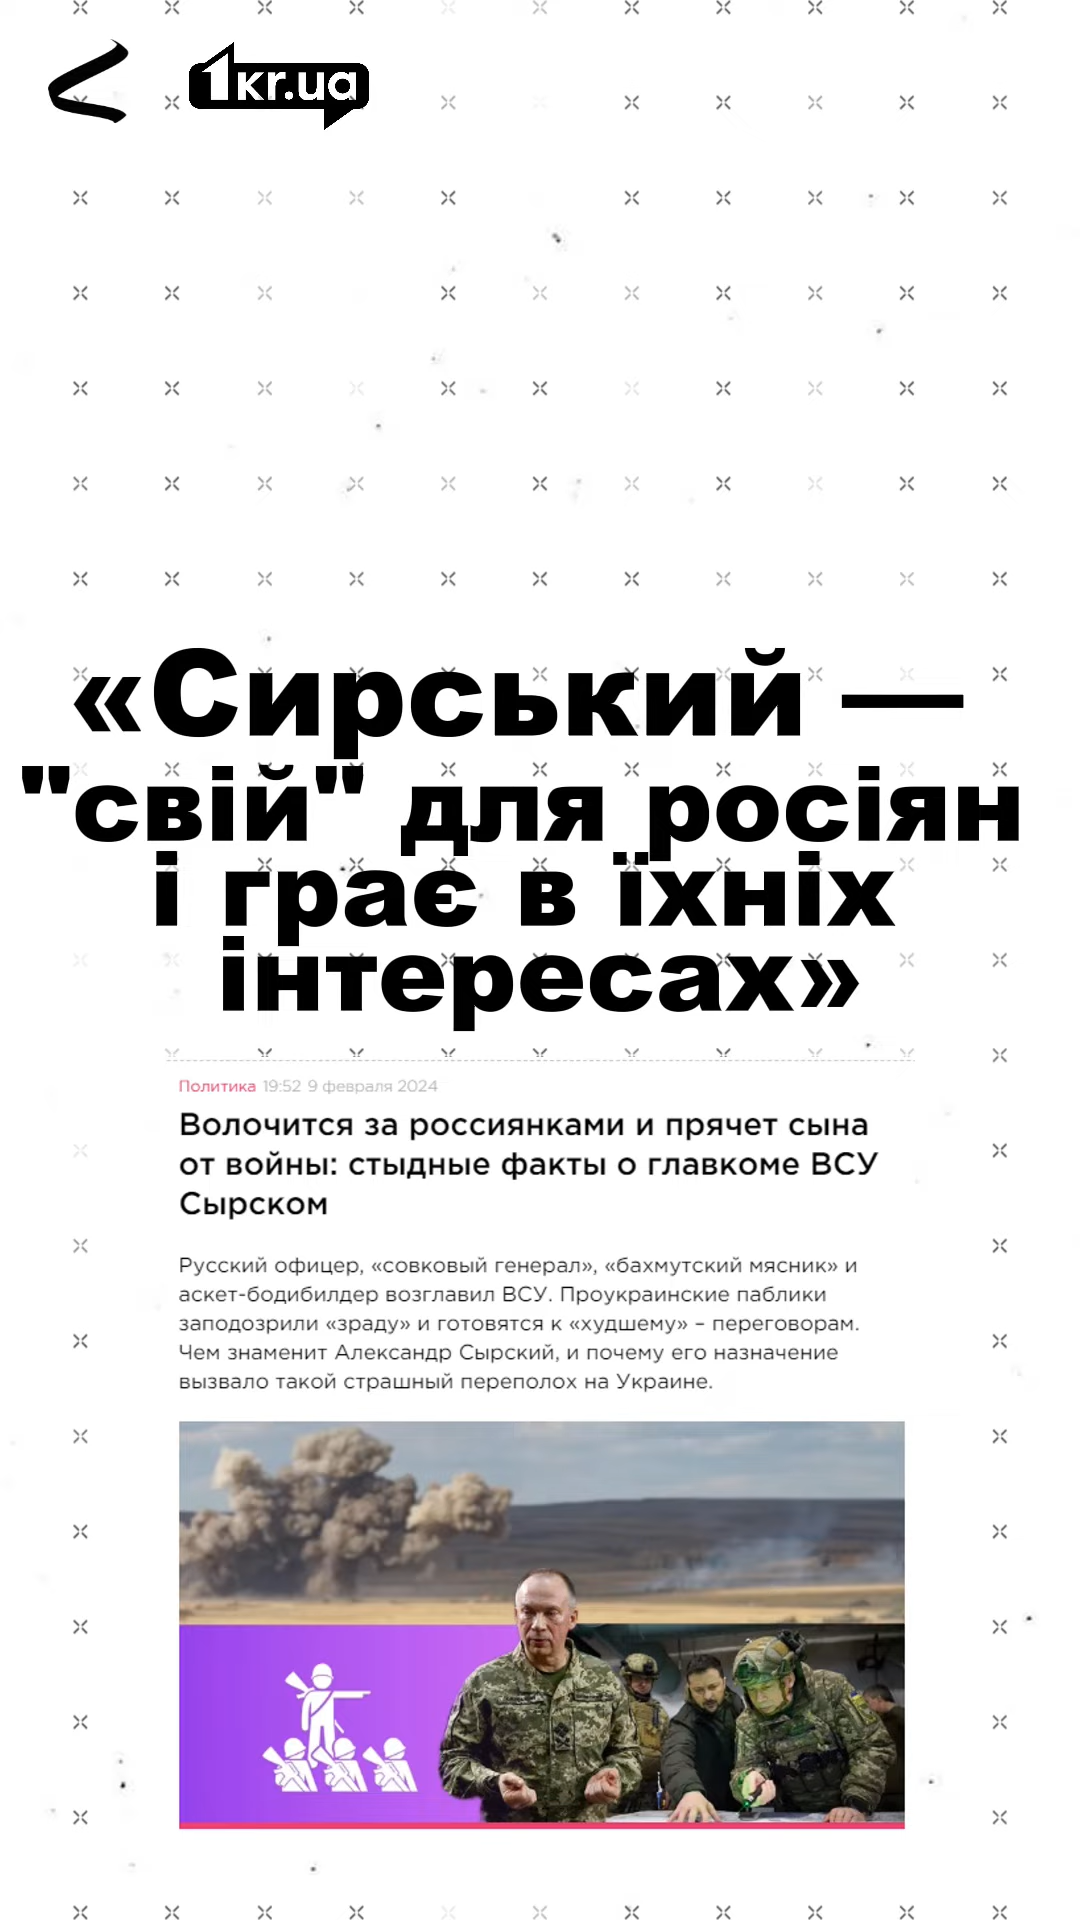 1kr.ua
«Сирський —
"свій" для росіян
і грає в їхніх
інтересах»
Политика 19:52 9 февраля 2024
Волочится за россиянками и прячет сына
от войны: стыдные факты о главкоме ВСУ
Сырском
Русский офицер, «совковый генерал», «бахмутский мясник» и
аскет-бодибилдер возглавил ВСУ. Проукраинские паблики
заподозрили «зраду» и готовятся к «худшему» – переговорам.
Чем знаменит Александр Сырский, и почему его назначение
вызвало такой страшный переполох на Украине.